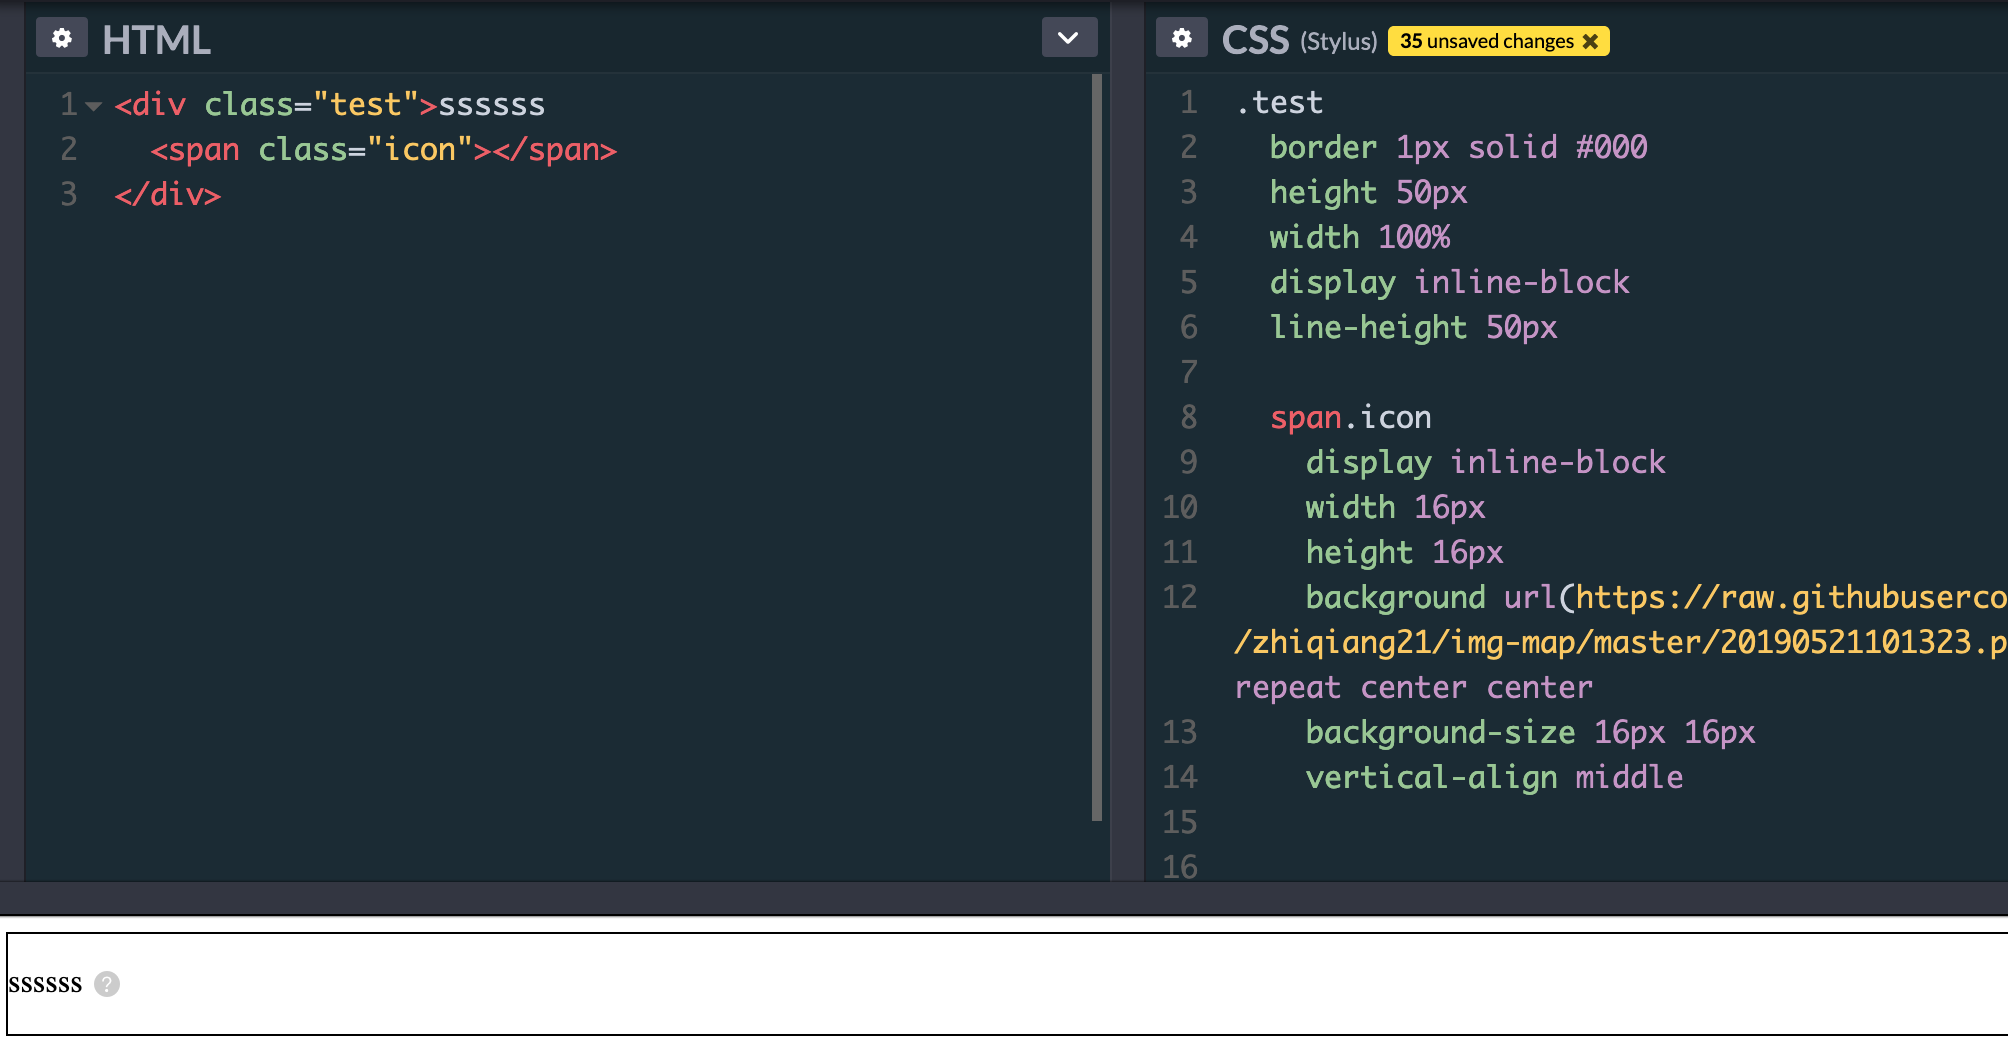 HTML
1 <div class="test">ssssss
2 <span class="icon"></span>
3 </div>
CSS (Stylus) 35 unsaved changes ✖
1 .test
2 border 1px solid #000
3 height 50px
4 width 100%
5 display inline-block
6 line-height 50px
7
8 span.icon
9 display inline-block
10 width 16px
11 height 16px
12 background url(https://raw.githubuserco
/zhiqiang21/img-map/master/20190521101323.p
repeat center center
13 background-size 16px 16px
14 vertical-align middle
15
16
ssssss ?